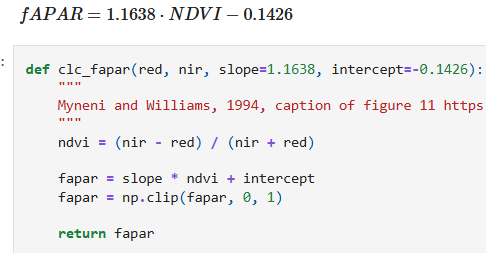 fAPAR = 1.1638 · NDVI − 0.1426
:
def clc_fapar(red, nir, slope=1.1638, intercept=-0.1426):
"""
Myneni and Williams, 1994, caption of figure 11 https
"""
ndvi = (nir - red) / (nir + red)
fapar = slope * ndvi + intercept
fapar = np.clip(fapar, 0, 1)
return fapar